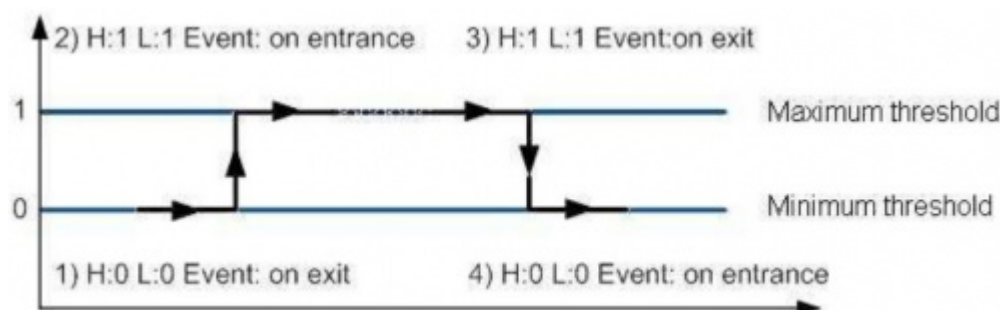 2) H:1 L:1 Event: on entrance
3) H:1 L:1 Event:on exit
1
Maximum threshold
0
Minimum threshold
1) H:0 L:0 Event: on exit
4) H:0 L:0 Event: on entrance